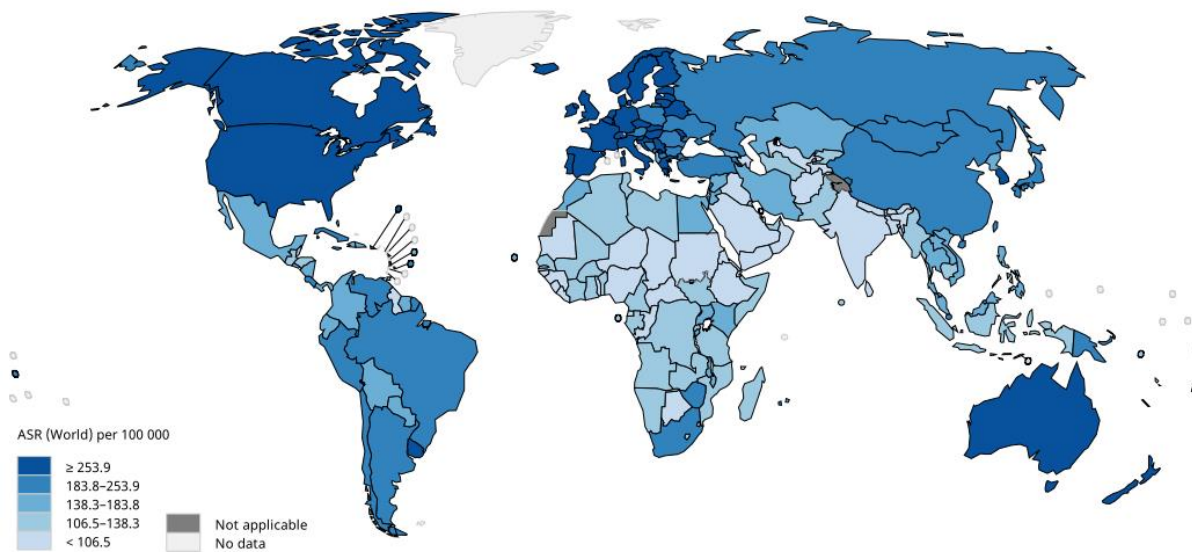 ASR (World) per 100 000
≥ 253.9
183.8–253.9
138.3–183.8
106.5–138.3
< 106.5
Not applicable
No data